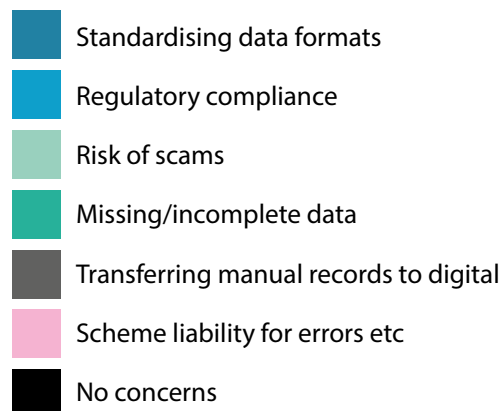 Standardising data formats
Regulatory compliance
Risk of scams
Missing/incomplete data
Transferring manual records to digital
Scheme liability for errors etc
No concerns